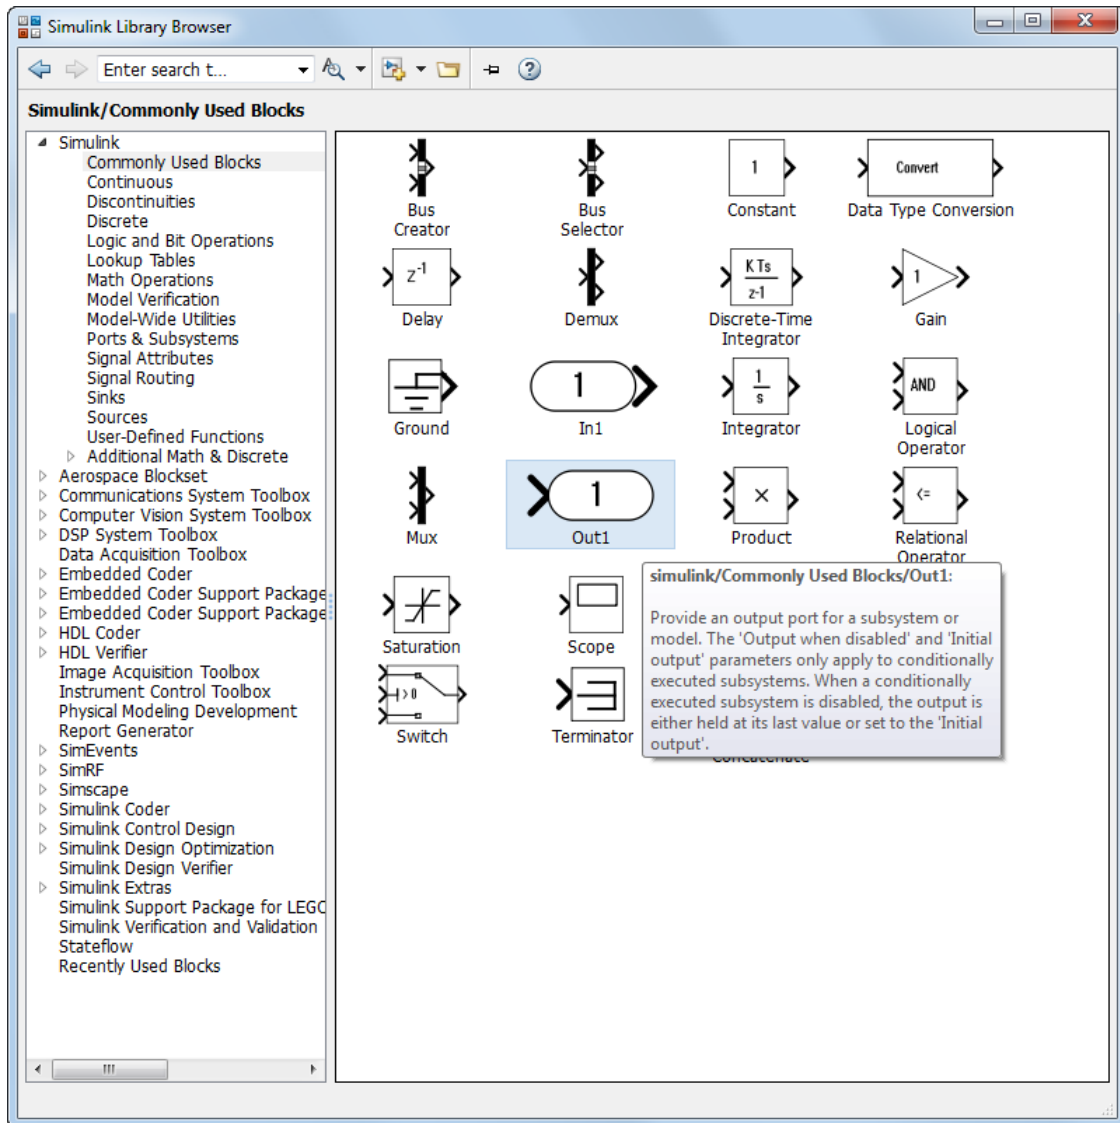 Simulink Library Browser
Enter search t...
Simulink/Commonly Used Blocks
Simulink
Commonly Used Blocks
Continuous
Discontinuities
Discrete
Logic and Bit Operations
Lookup Tables
Math Operations
Model Verification
Model-Wide Utilities
Ports & Subsystems
Signal Attributes
Signal Routing
Sinks
Sources
User-Defined Functions
Additional Math & Discrete
Aerospace Blockset
Communications System Toolbox
Computer Vision System Toolbox
DSP System Toolbox
Data Acquisition Toolbox
Embedded Coder
Embedded Coder Support Package
Embedded Coder Support Package
HDL Coder
HDL Verifier
Image Acquisition Toolbox
Instrument Control Toolbox
Physical Modeling Development
Report Generator
SimEvents
SimRF
Simscape
Simulink Coder
Simulink Control Design
Simulink Design Optimization
Simulink Design Verifier
Simulink Extras
Simulink Support Package for LEGO
Simulink Verification and Validation
Stateflow
Recently Used Blocks
1
Convert
Bus
Creator
Bus
Selector
Constant
Data Type Conversion
z-1
K Ts
z-1
1
Delay
Demux
Discrete-Time
Integrator
Gain
1
1
s
AND
Ground
In1
Integrator
Logical
Operator
1
×
<=
Mux
Out1
Product
Relational
Operator
Saturation
Scope
> 0
Switch
Terminator
Concatenate
simulink/Commonly Used Blocks/Out1:
Provide an output port for a subsystem or
model. The 'Output when disabled' and 'Initial
output' parameters only apply to conditionally
executed subsystems. When a conditionally
executed subsystem is disabled, the output is
either held at its last value or set to the 'Initial
output'.